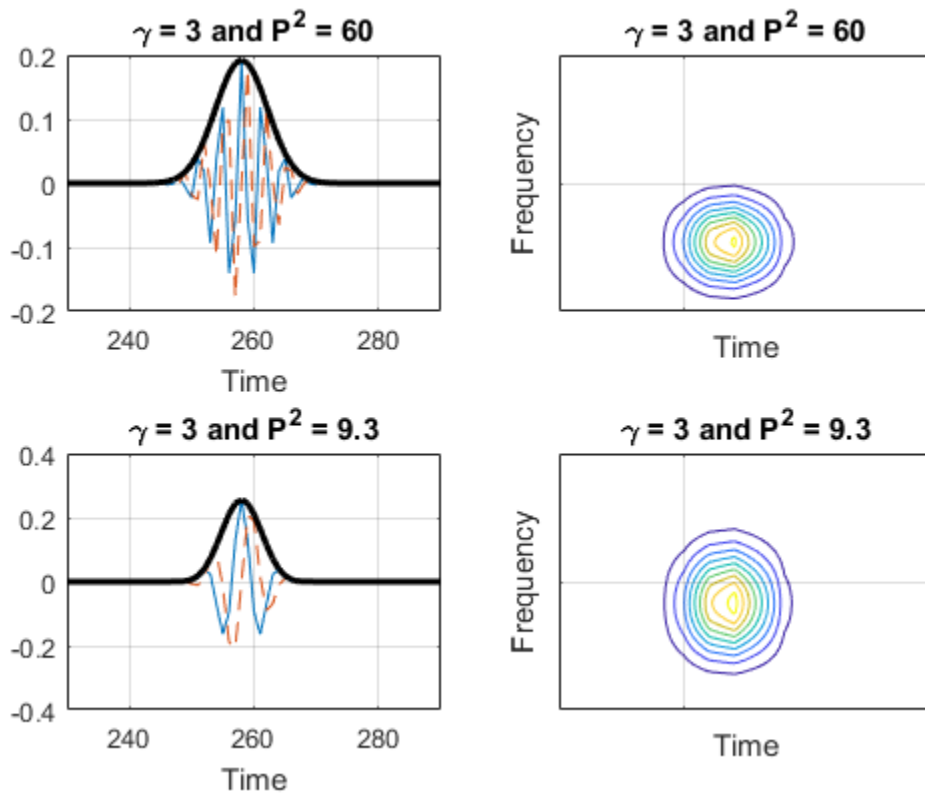 γ = 3 and P² = 60
0.2
0.1
0
-0.1
-0.2
240 260 280
Time
γ = 3 and P² = 60
Frequency
Time
γ = 3 and P² = 9.3
0.4
0.2
0
-0.2
-0.4
240 260 280
Time
γ = 3 and P² = 9.3
Frequency
Time